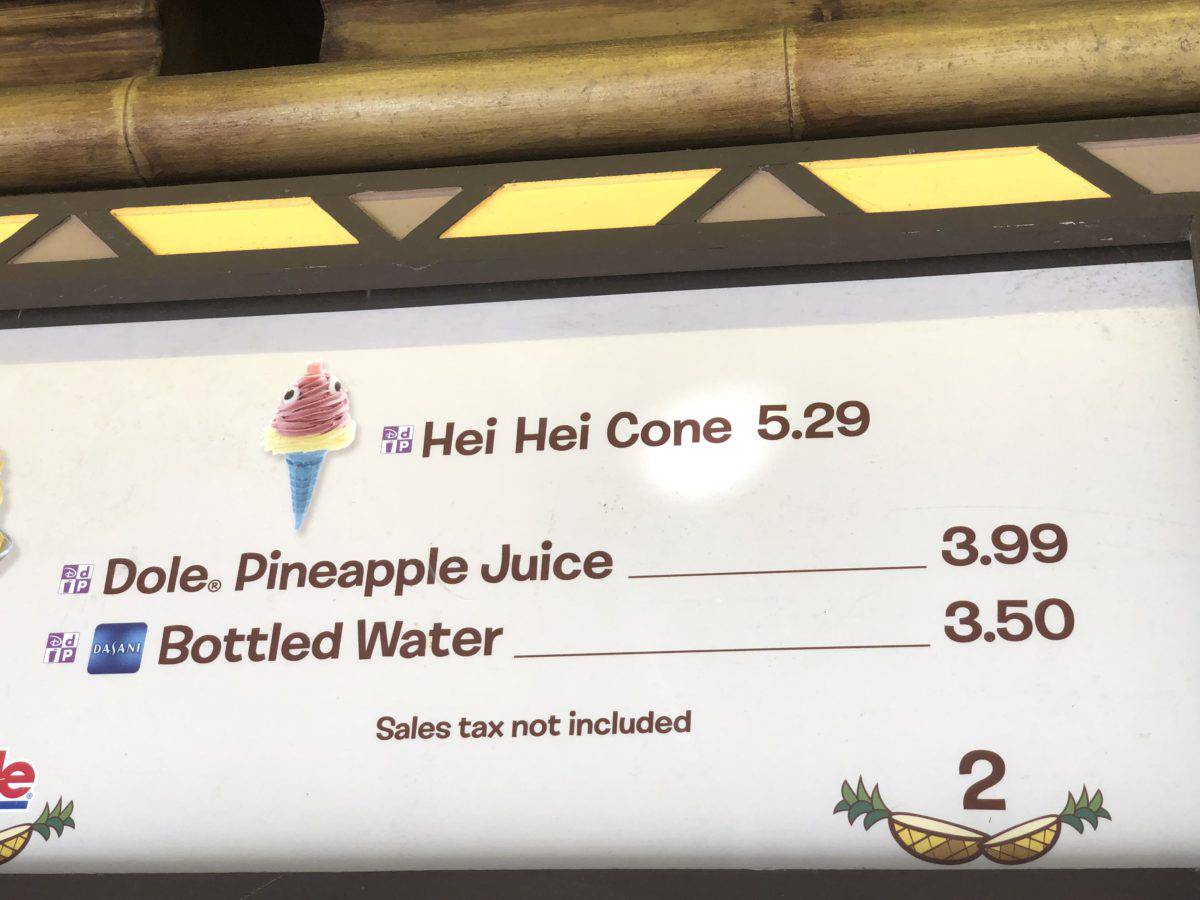 Hei Hei Cone 5.29
Dole® Pineapple Juice 3.99
DASANI Bottled Water 3.50
Sales tax not included
2